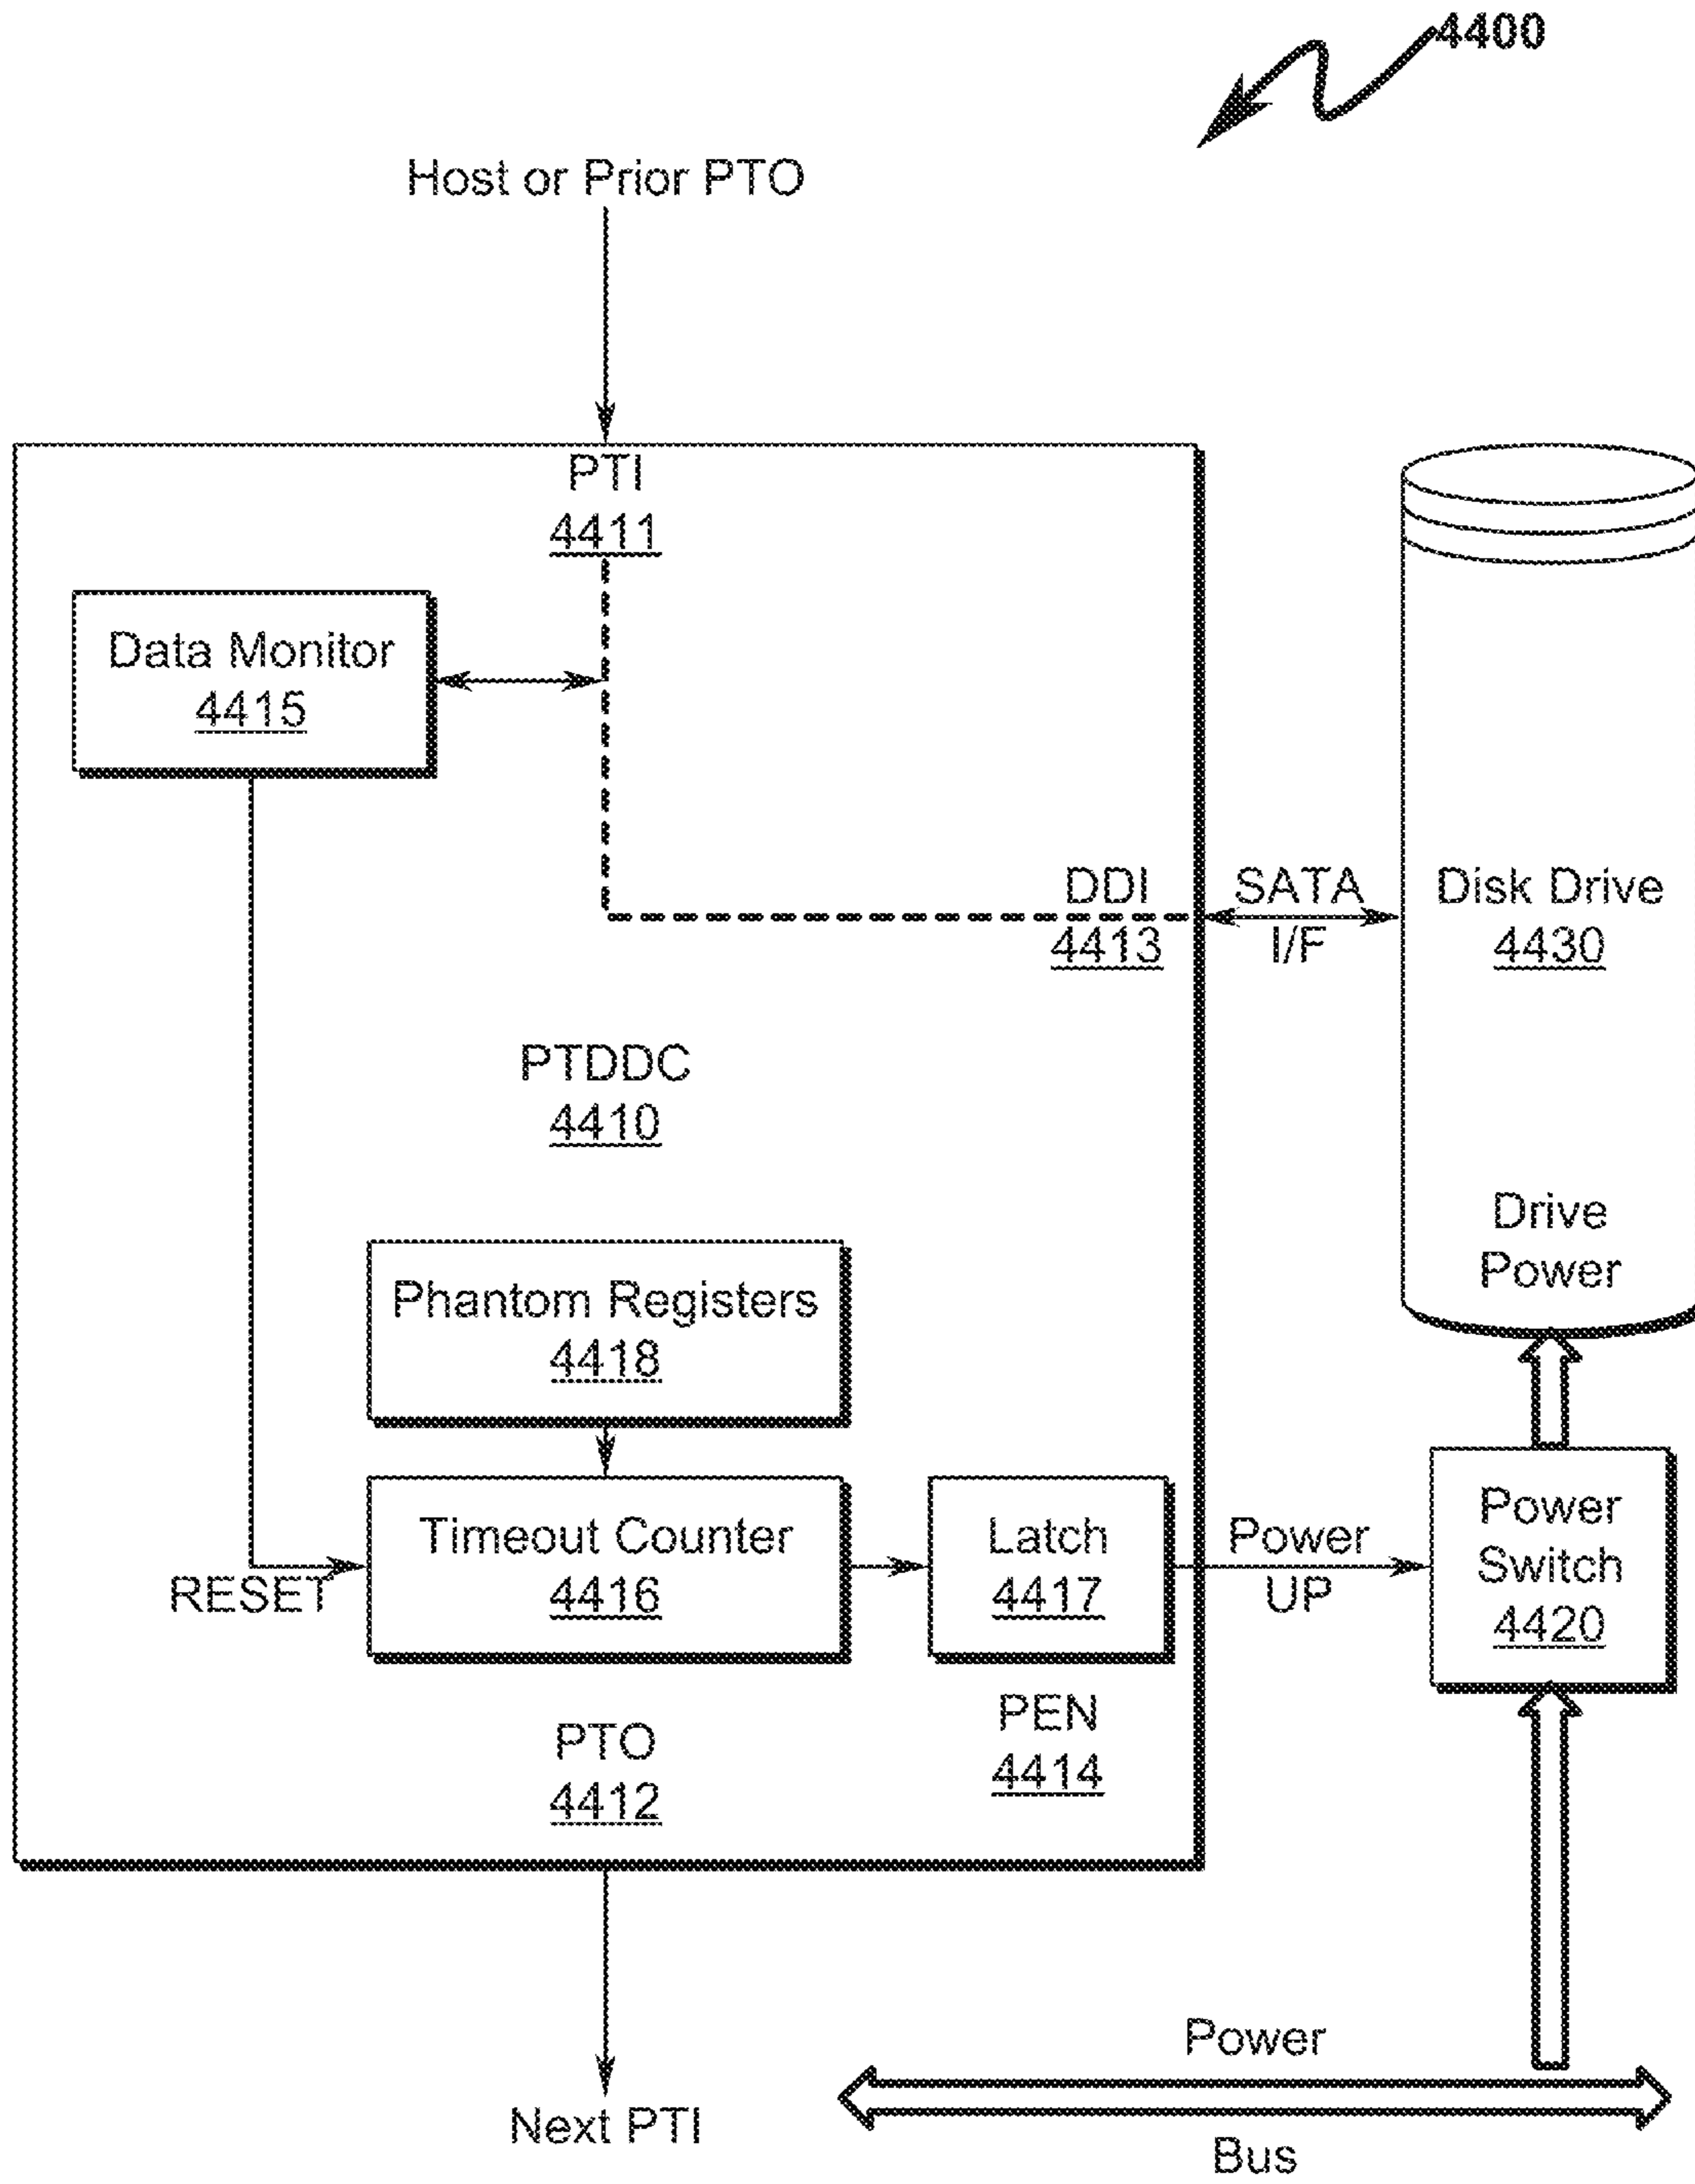 4400
Host or Prior PTO
PTI
4411
Data Monitor
4415
DDI
4413
SATA
I/F
Disk Drive
4430
PTDDC
4410
Drive
Power
Phantom Registers
4418
Timeout Counter
4416
RESET
Latch
4417
Power
UP
Power
Switch
4420
PEN
4414
PTO
4412
Next PTI
Power
Bus